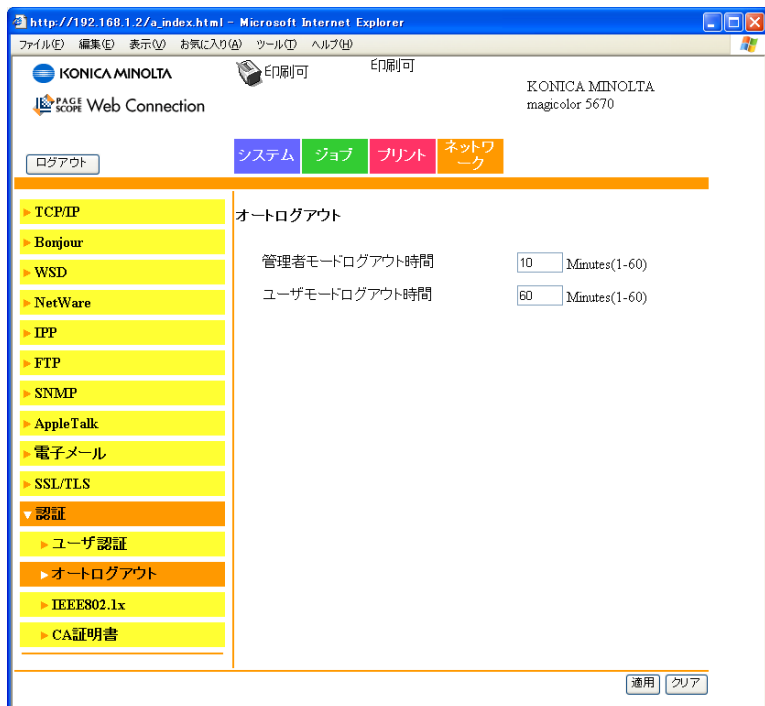 http://192.168.1.2/a_index.html - Microsoft Internet Explorer
ファイル(F) 編集(E) 表示(V) お気に入り(A) ツール(T) ヘルプ(H)
KONICA MINOLTA
印刷可
印刷可
KONICA MINOLTA
magicolor 5670
PAGE SCOPE Web Connection
ログアウト
システム
ジョブ
プリント
ネットワーク
TCP/IP
Bonjour
WSD
NetWare
IPP
FTP
SNMP
AppleTalk
電子メール
SSL/TLS
認証
ユーザ認証
オートログアウト
IEEE802.1x
CA証明書
オートログアウト
管理者モードログアウト時間 10 Minutes(1-60)
ユーザモードログアウト時間 60 Minutes(1-60)
適用 クリア